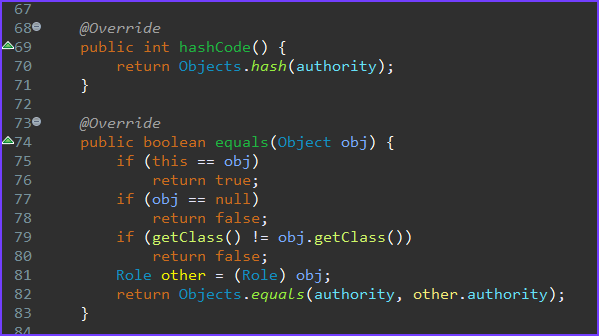 67
68 @Override
69 public int hashCode() {
70 return Objects.hash(authority);
71 }
72
73 @Override
74 public boolean equals(Object obj) {
75 if (this == obj)
76 return true;
77 if (obj == null)
78 return false;
79 if (getClass() != obj.getClass())
80 return false;
81 Role other = (Role) obj;
82 return Objects.equals(authority, other.authority);
83 }
84